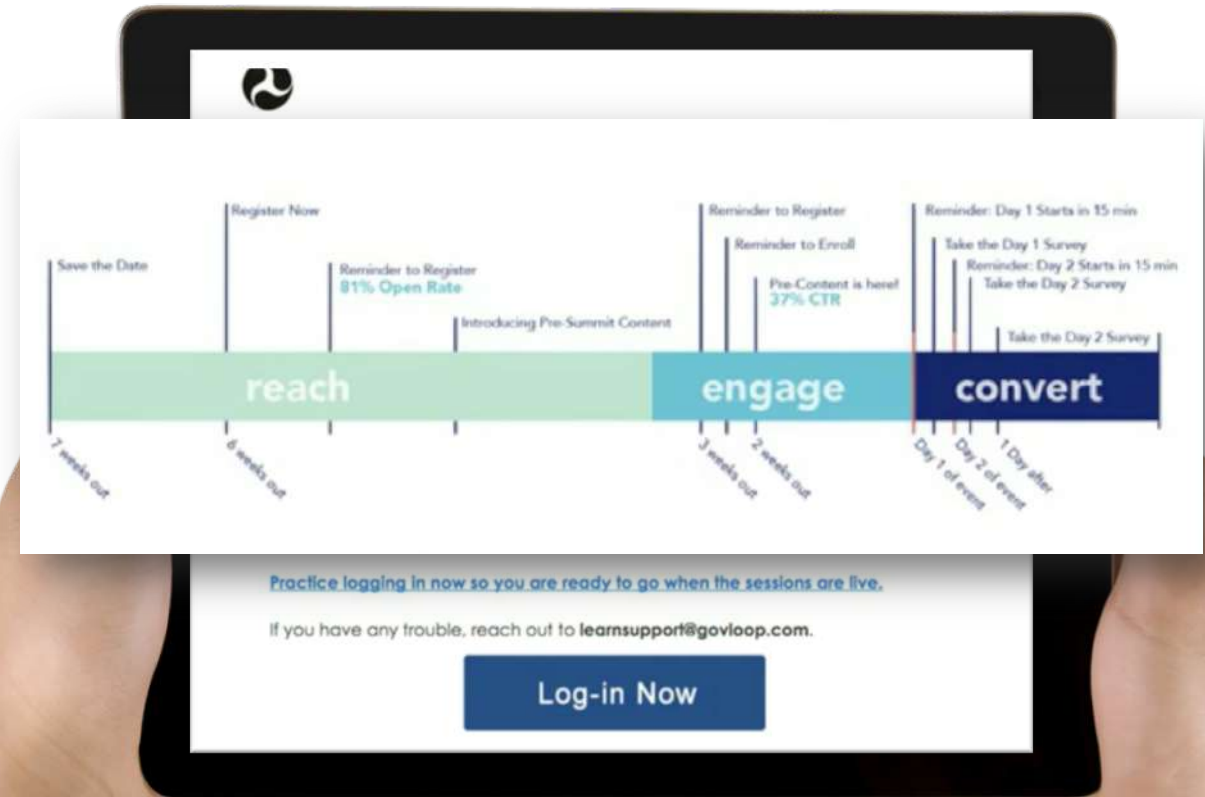 Register Now
Reminder to Register
Reminder: Day 1 Starts in 15 min
Reminder to Enroll
Take the Day 1 Survey
Save the Date
Reminder to Register
81% Open Rate
Reminder: Day 2 Starts in 15 min
Pre-Content is here!
37% CTR
Take the Day 2 Survey
Introducing Pre-Summit Content
Take the Day 2 Survey
reach
engage
convert
7 weeks out
6 weeks out
3 weeks out
2 weeks out
Day 1 of event
Day 2 of event
1 Day after
Practice logging in now so you are ready to go when the sessions are live.
If you have any trouble, reach out to learnsupport@govloop.com.
Log-in Now